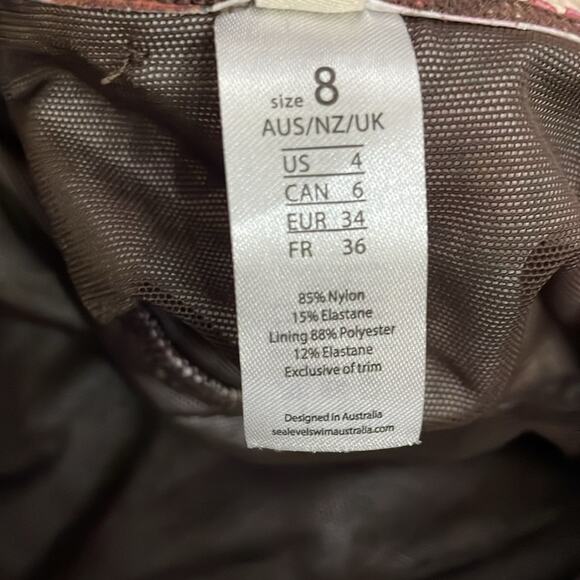 size 8
AUS/NZ/UK
US 4
CAN 6
EUR 34
FR 36
85% Nylon
15% Elastane
Lining 88% Polyester
12% Elastane
Exclusive of trim
Designed in Australia
sealevelswimaustralia.com